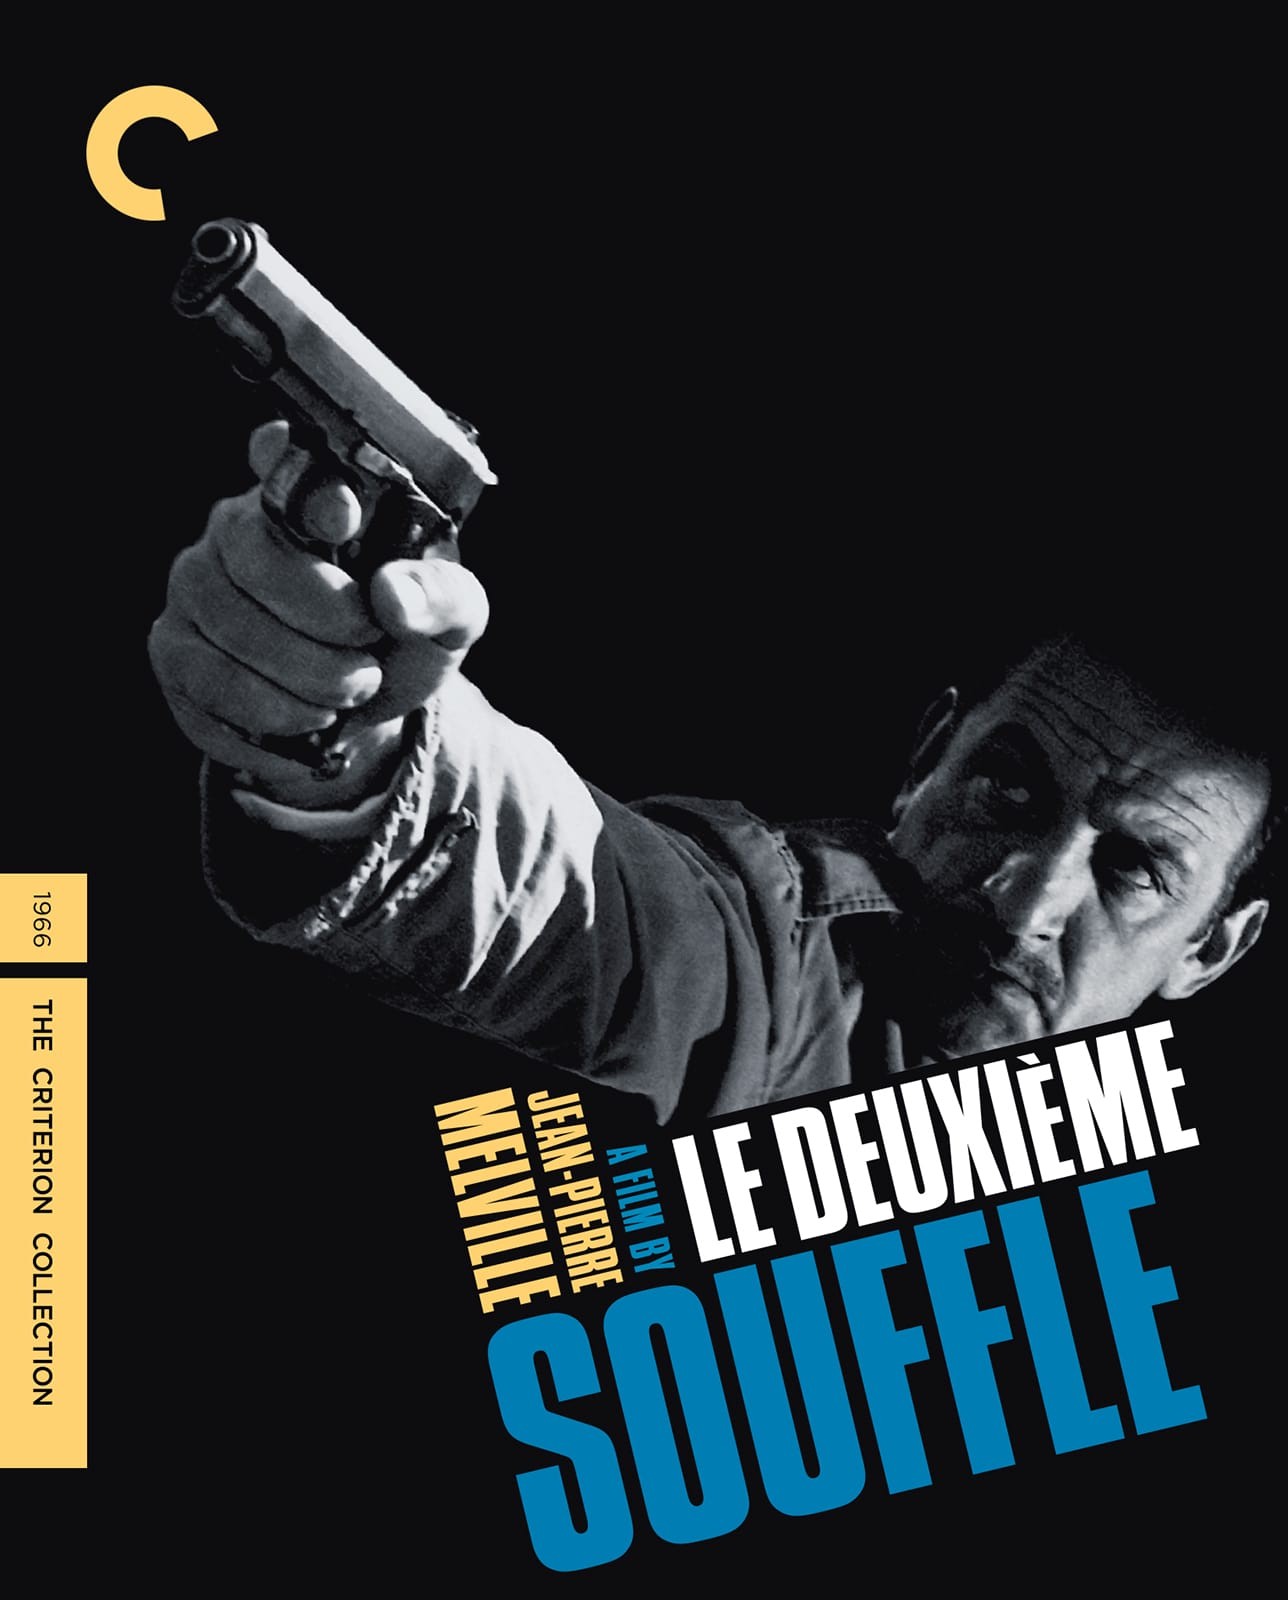 1966
THE CRITERION COLLECTION
LE DEUXIÈME
SOUFFLE
A FILM BY
JEAN-PIERRE
MELVILLE